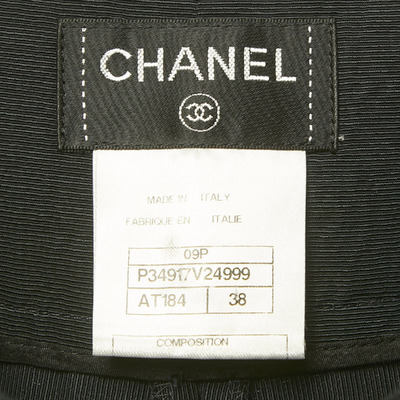 CHANEL
MADE IN ITALY
FABRIQUE EN ITALIE
09P
P34917V24999
AT184 38
COMPOSITION